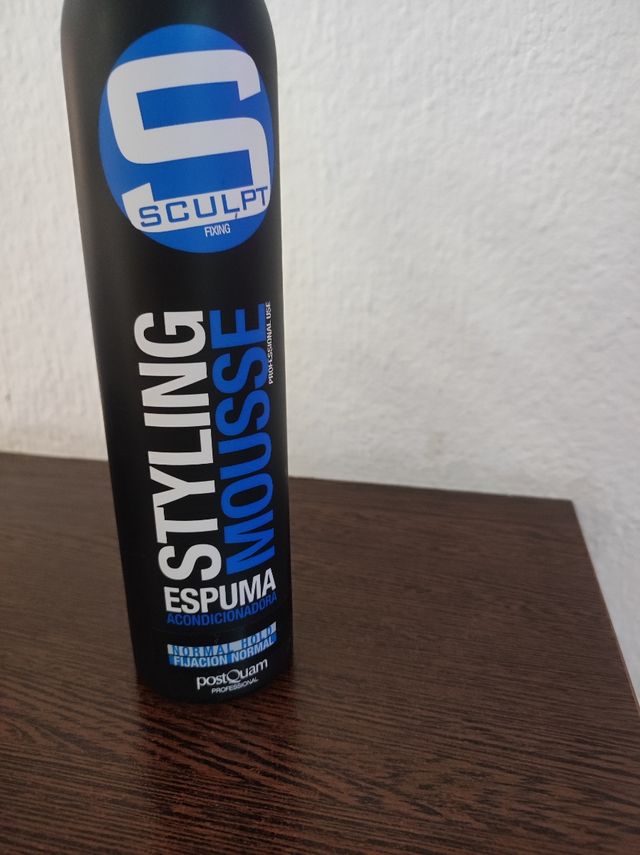 S
SCULPT
FIXING
STYLING
MOUSSE
PROFESSIONAL USE
ESPUMA
ACONDICIONADORA
NORMAL HOLD
FIJACION NORMAL
postQuam
PROFESSIONAL